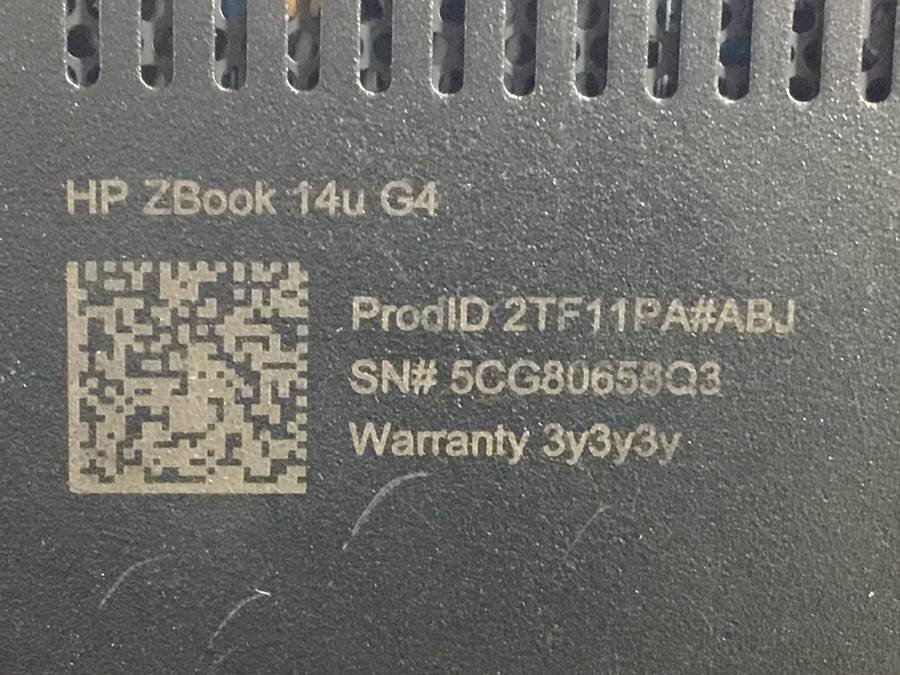 HP ZBook 14u G4
ProdID 2TF11PA#ABJ
SN# 5CG80658Q3
Warranty 3y3y3y